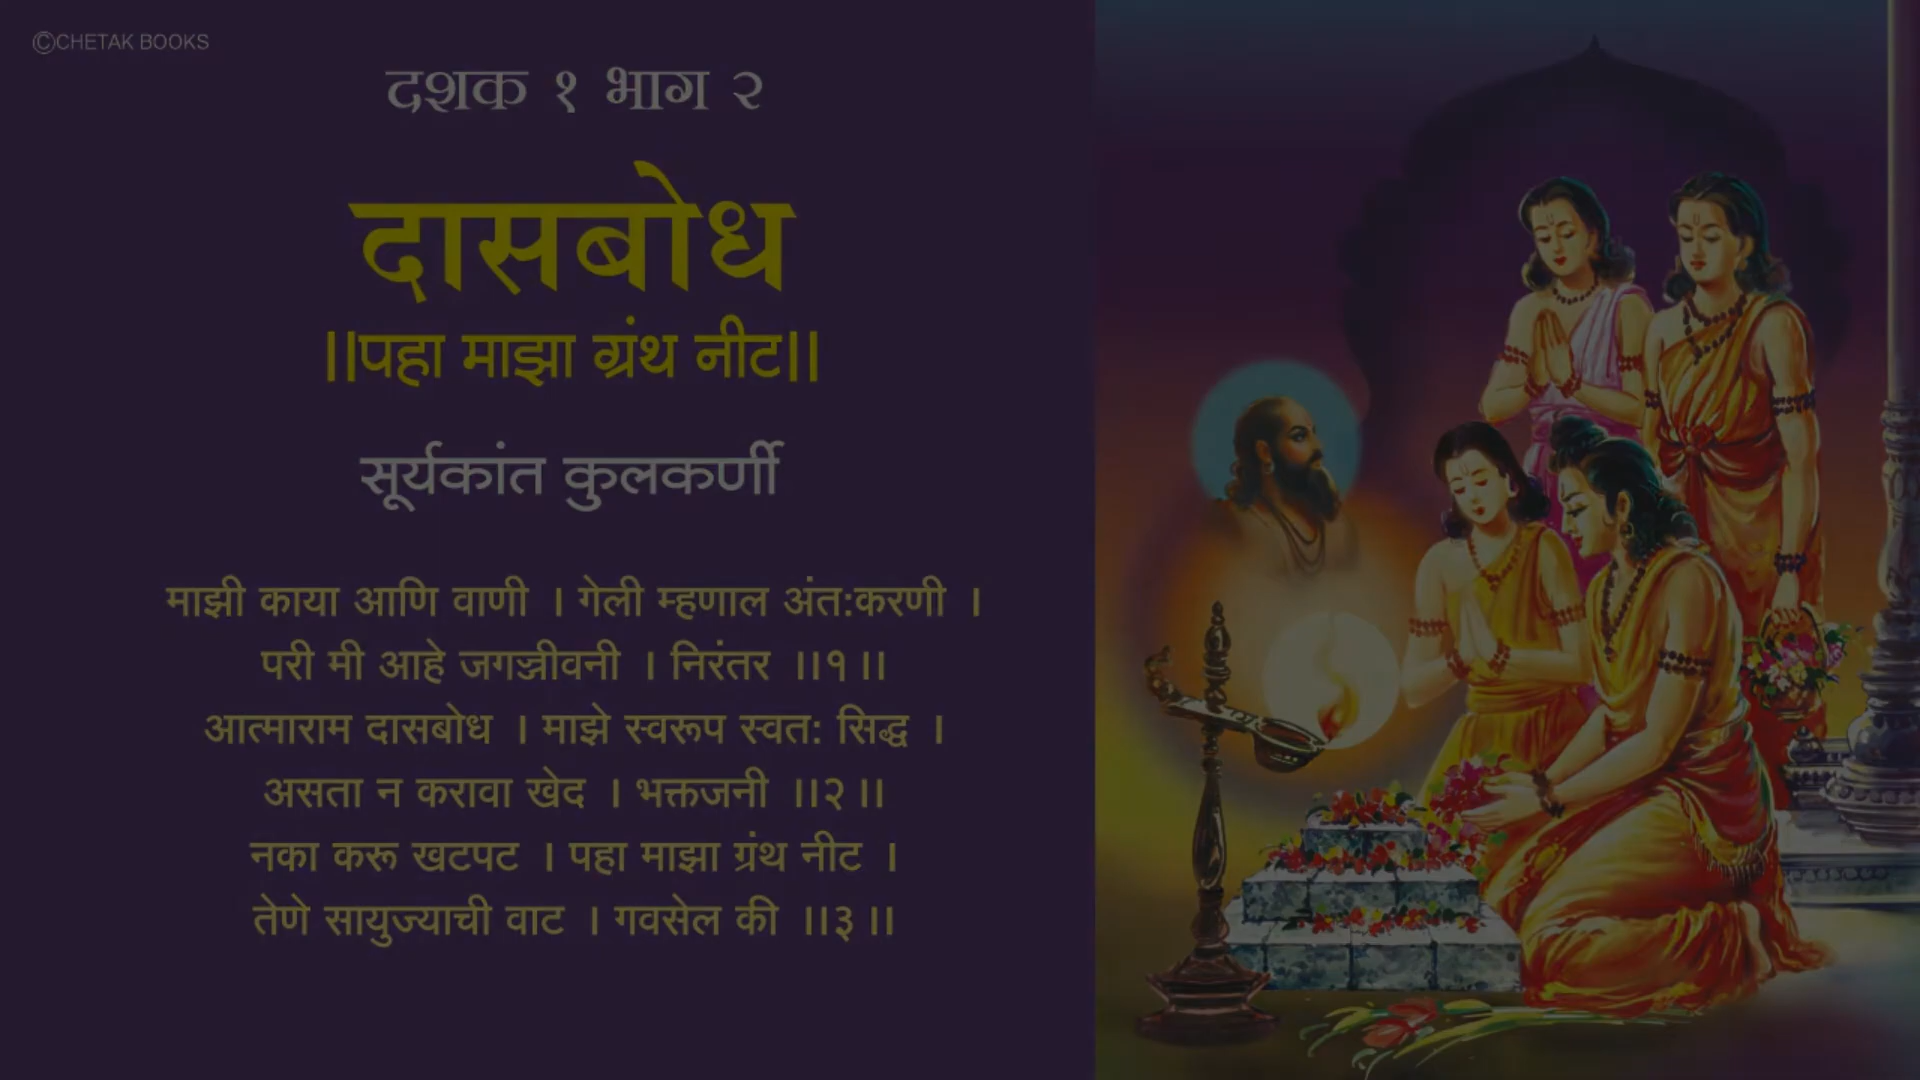 ©CHETAK BOOKS
दशक १ भाग २
दासबोध
।।पहा माझा ग्रंथ नीट।।
सूर्यकांत कुलकर्णी
माझी काया आणि वाणी । गेली म्हणाल अंत:करणी ।
परी मी आहे जगज्जीवनी । निरंतर ।।१।।
आत्माराम दासबोध । माझे स्वरूप स्वत: सिद्ध ।
असता न करावा खेद । भक्तजनी ।।२।।
नका करू खटपट । पहा माझा ग्रंथ नीट ।
तेणे सायुज्याची वाट । गवसेल की ।।३।।